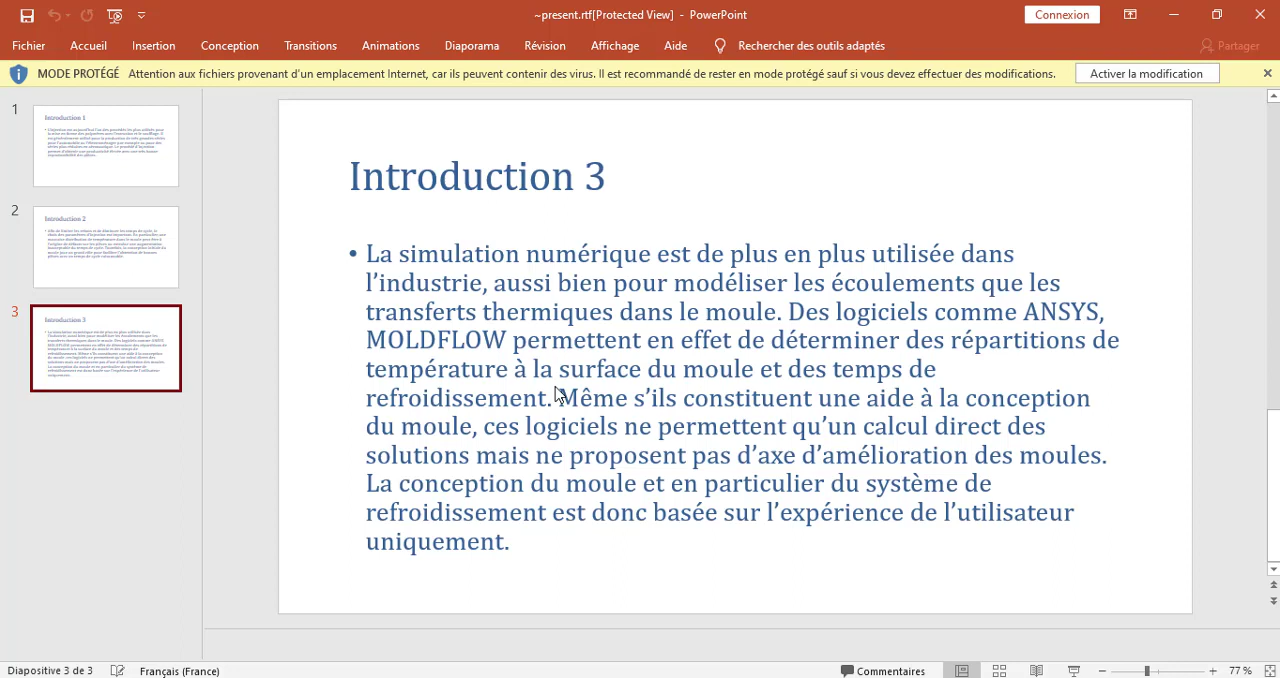 ~present.rtf[Protected View] - PowerPoint
Connexion
Fichier Accueil Insertion Conception Transitions Animations Diaporama Révision Affichage Aide Rechercher des outils adaptés Partager
MODE PROTÉGÉ Attention aux fichiers provenant d'un emplacement Internet, car ils peuvent contenir des virus. Il est recommandé de rester en mode protégé sauf si vous devez effectuer des modifications. Activer la modification
1
Introduction 1
2
Introduction 2
3
Introduction 3
Introduction 3
• La simulation numérique est de plus en plus utilisée dans
l’industrie, aussi bien pour modéliser les écoulements que les
transferts thermiques dans le moule. Des logiciels comme ANSYS,
MOLDFLOW permettent en effet de déterminer des répartitions de
température à la surface du moule et des temps de
refroidissement. Même s’ils constituent une aide à la conception
du moule, ces logiciels ne permettent qu’un calcul direct des
solutions mais ne proposent pas d’axe d’amélioration des moules.
La conception du moule et en particulier du système de
refroidissement est donc basée sur l’expérience de l’utilisateur
uniquement.
Diapositive 3 de 3 Français (France) Commentaires 77 %